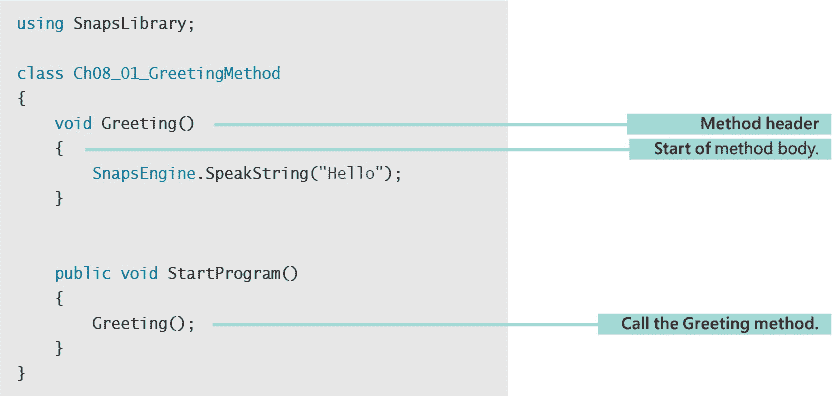 using SnapsLibrary;
class Ch08_01_GreetingMethod
{
void Greeting() Method header
{ Start of method body.
SnapsEngine.SpeakString("Hello");
}
public void StartProgram()
{
Greeting(); Call the Greeting method.
}
}